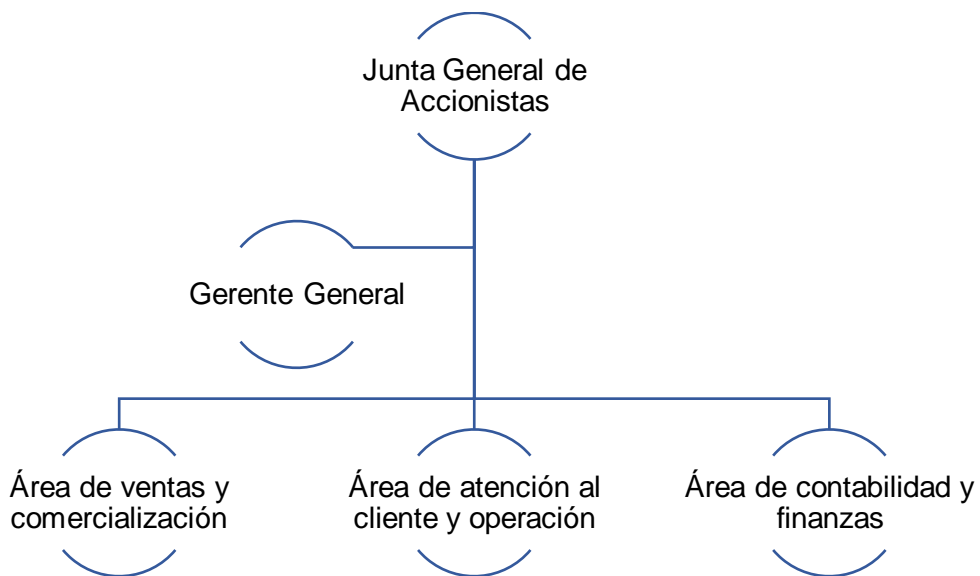 Junta General de
Accionistas
Gerente General
Área de ventas y
comercialización
Área de atención al
cliente y operación
Área de contabilidad y
finanzas